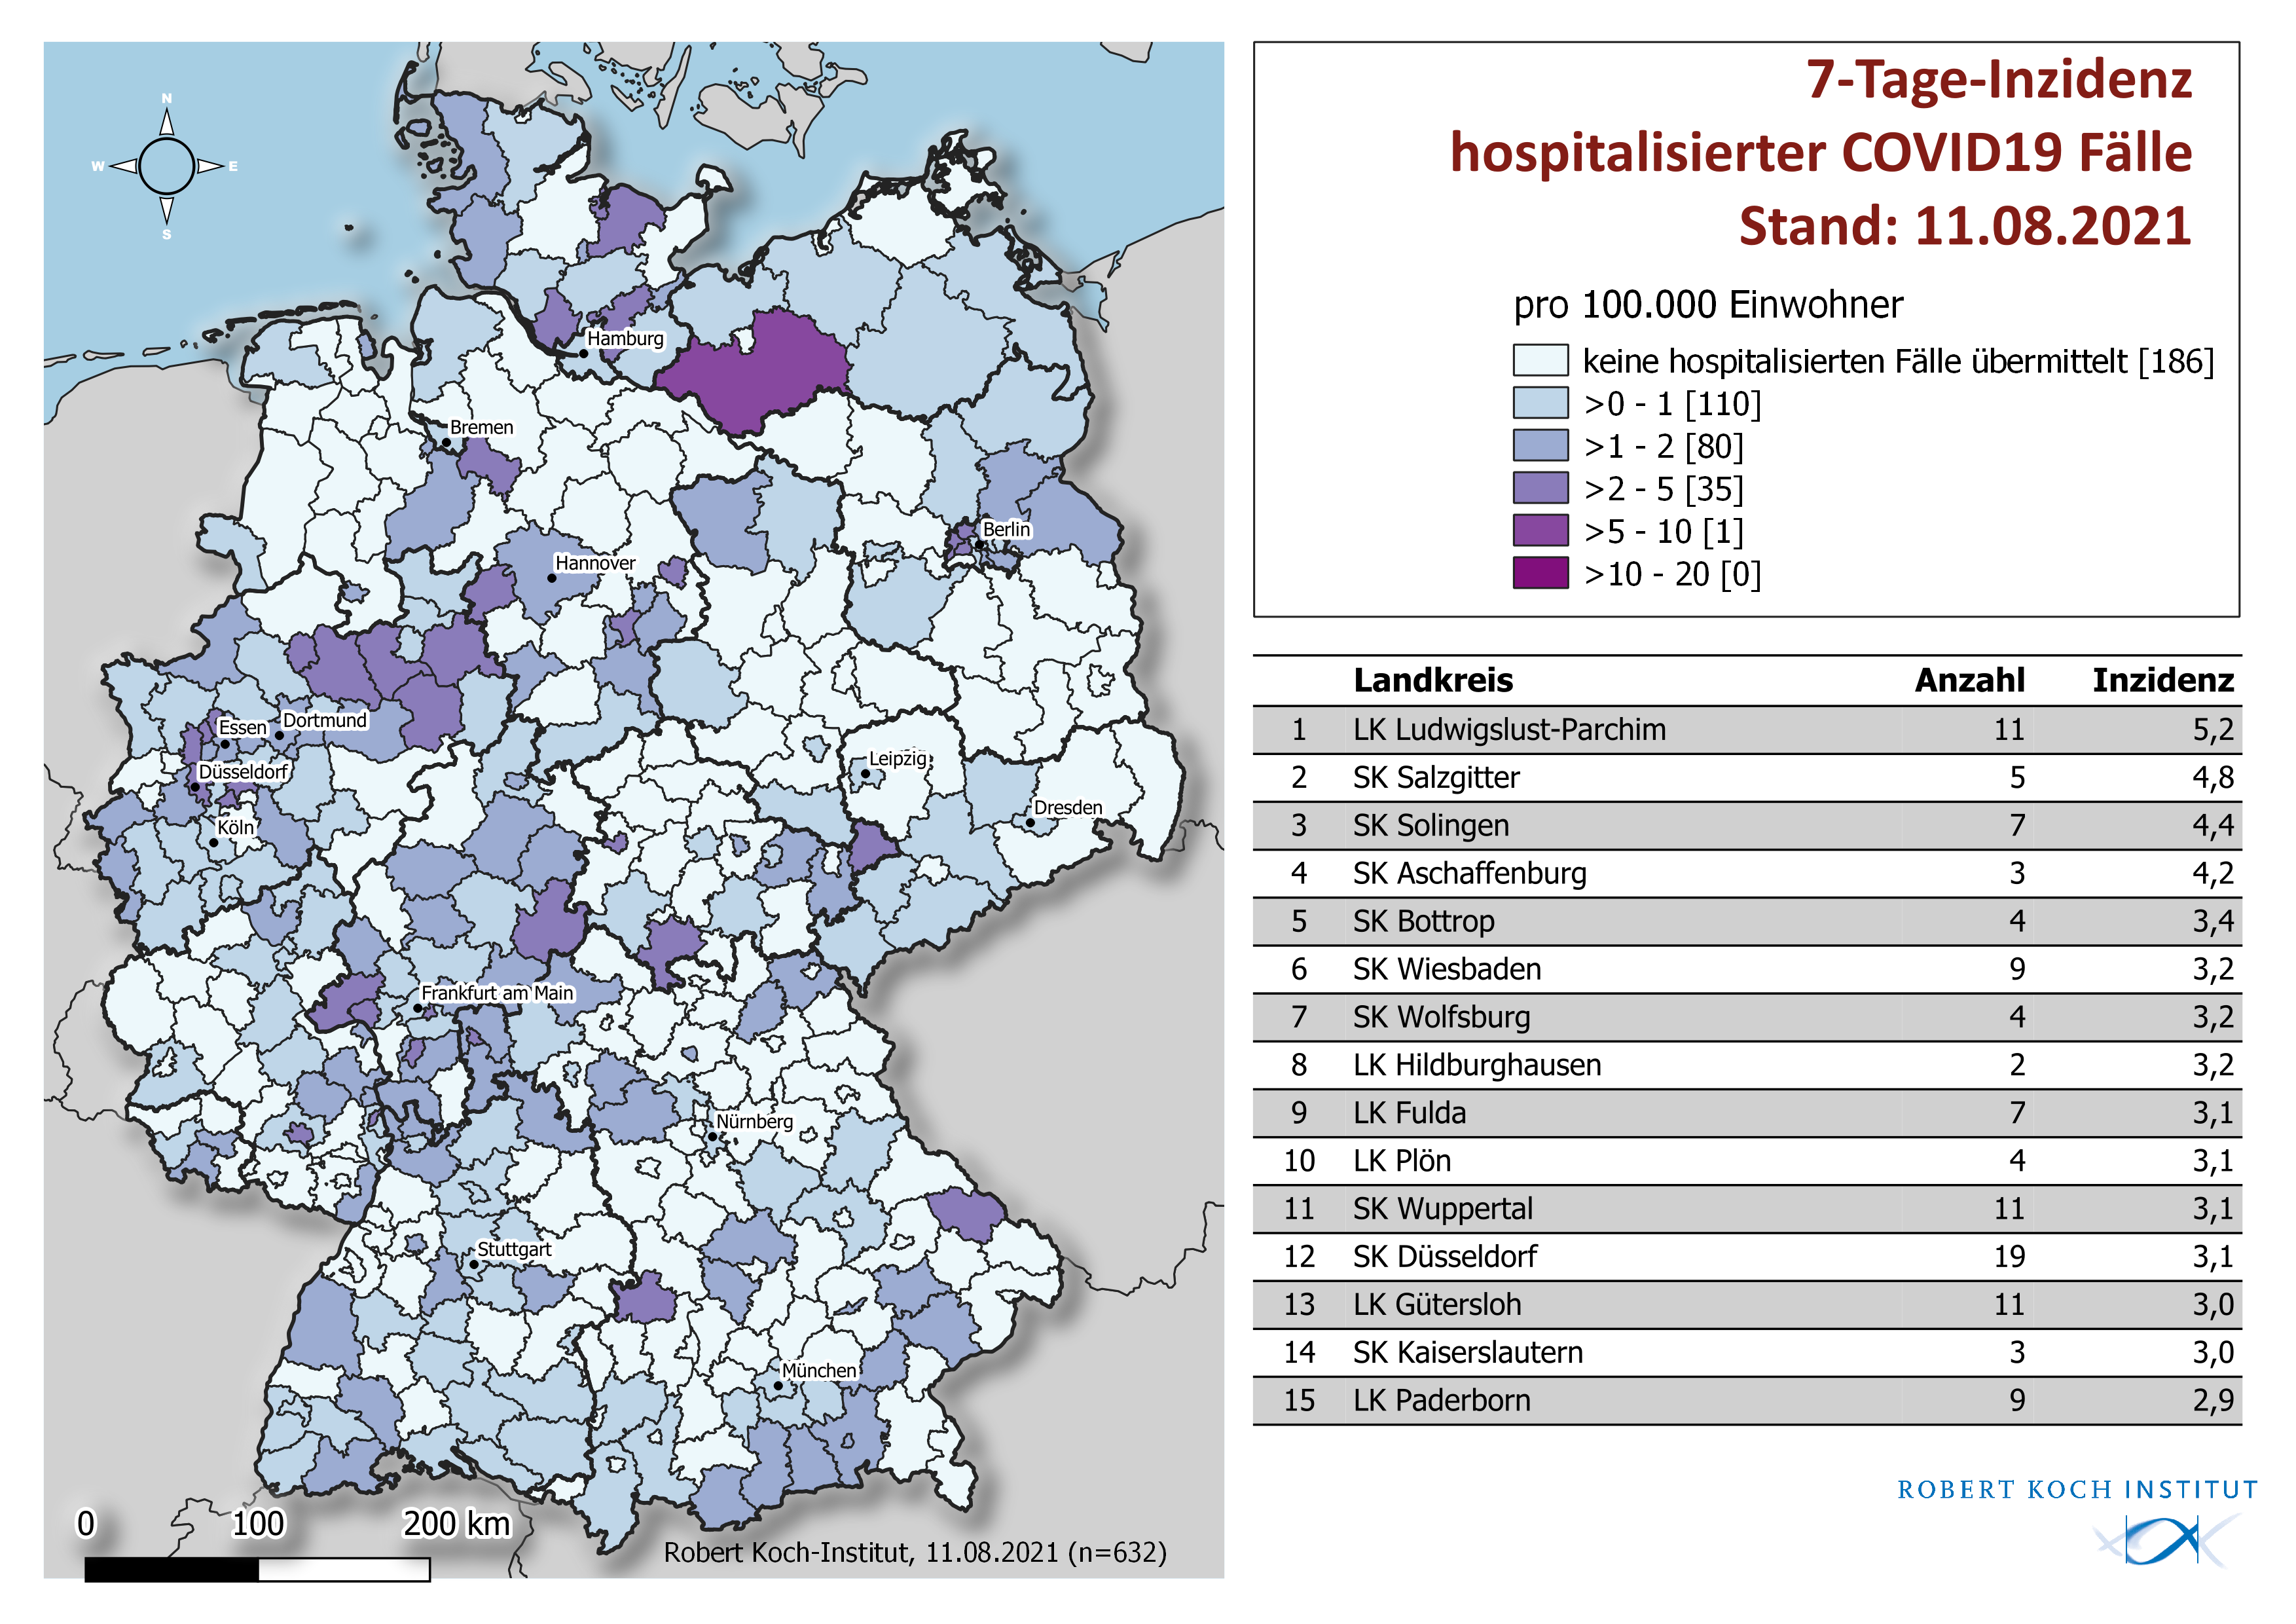 N
W
E
S
Hamburg
Bremen
Berlin
Hannover
Essen
Dortmund
Düsseldorf
Leipzig
Köln
Dresden
Frankfurt am Main
Nürnberg
Stuttgart
München
0 100 200 km
Robert Koch-Institut, 11.08.2021 (n=632)
7-Tage-Inzidenz
hospitalisierter COVID19 Fälle
Stand: 11.08.2021
pro 100.000 Einwohner
keine hospitalisierten Fälle übermittelt [186]
>0 - 1 [110]
>1 - 2 [80]
>2 - 5 [35]
>5 - 10 [1]
>10 - 20 [0]
Landkreis Anzahl Inzidenz
1 LK Ludwigslust-Parchim 11 5,2
2 SK Salzgitter 5 4,8
3 SK Solingen 7 4,4
4 SK Aschaffenburg 3 4,2
5 SK Bottrop 4 3,4
6 SK Wiesbaden 9 3,2
7 SK Wolfsburg 4 3,2
8 LK Hildburghausen 2 3,2
9 LK Fulda 7 3,1
10 LK Plön 4 3,1
11 SK Wuppertal 11 3,1
12 SK Düsseldorf 19 3,1
13 LK Gütersloh 11 3,0
14 SK Kaiserslautern 3 3,0
15 LK Paderborn 9 2,9
ROBERT KOCH INSTITUT